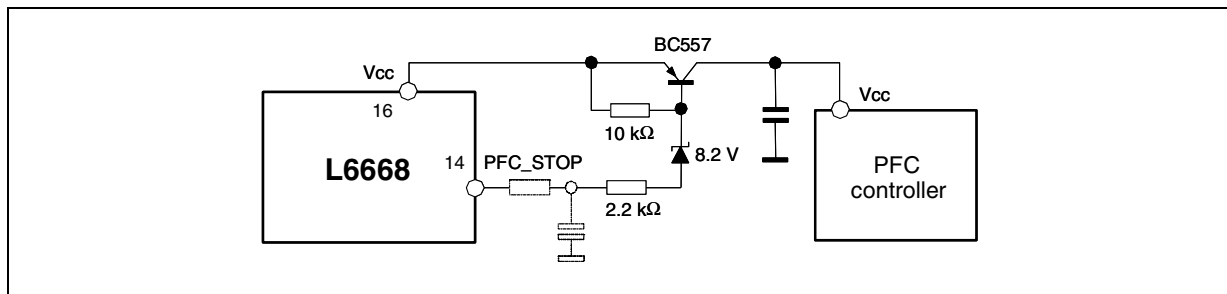 BC557
Vcc
16
Vcc
10 kΩ
8.2 V
L6668
14
PFC_STOP
PFC
controller
2.2 kΩ